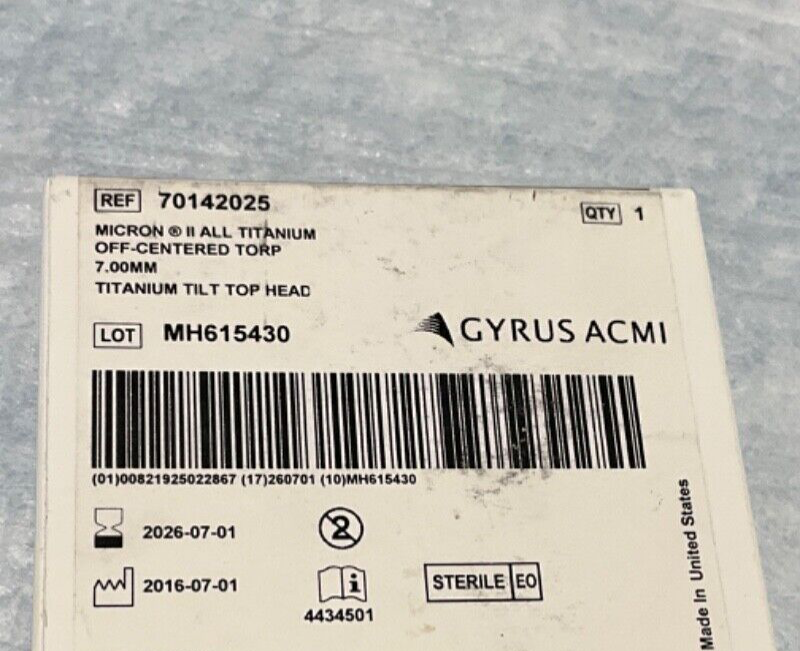 REF 70142025
QTY 1
MICRON ® II ALL TITANIUM
OFF-CENTERED TORP
7.00MM
TITANIUM TILT TOP HEAD
LOT MH615430
GYRUS ACMI
(01)00821925022867 (17)260701 (10)MH615430
2026-07-01
2
2016-07-01
i
4434501
STERILE EO
Made In United States